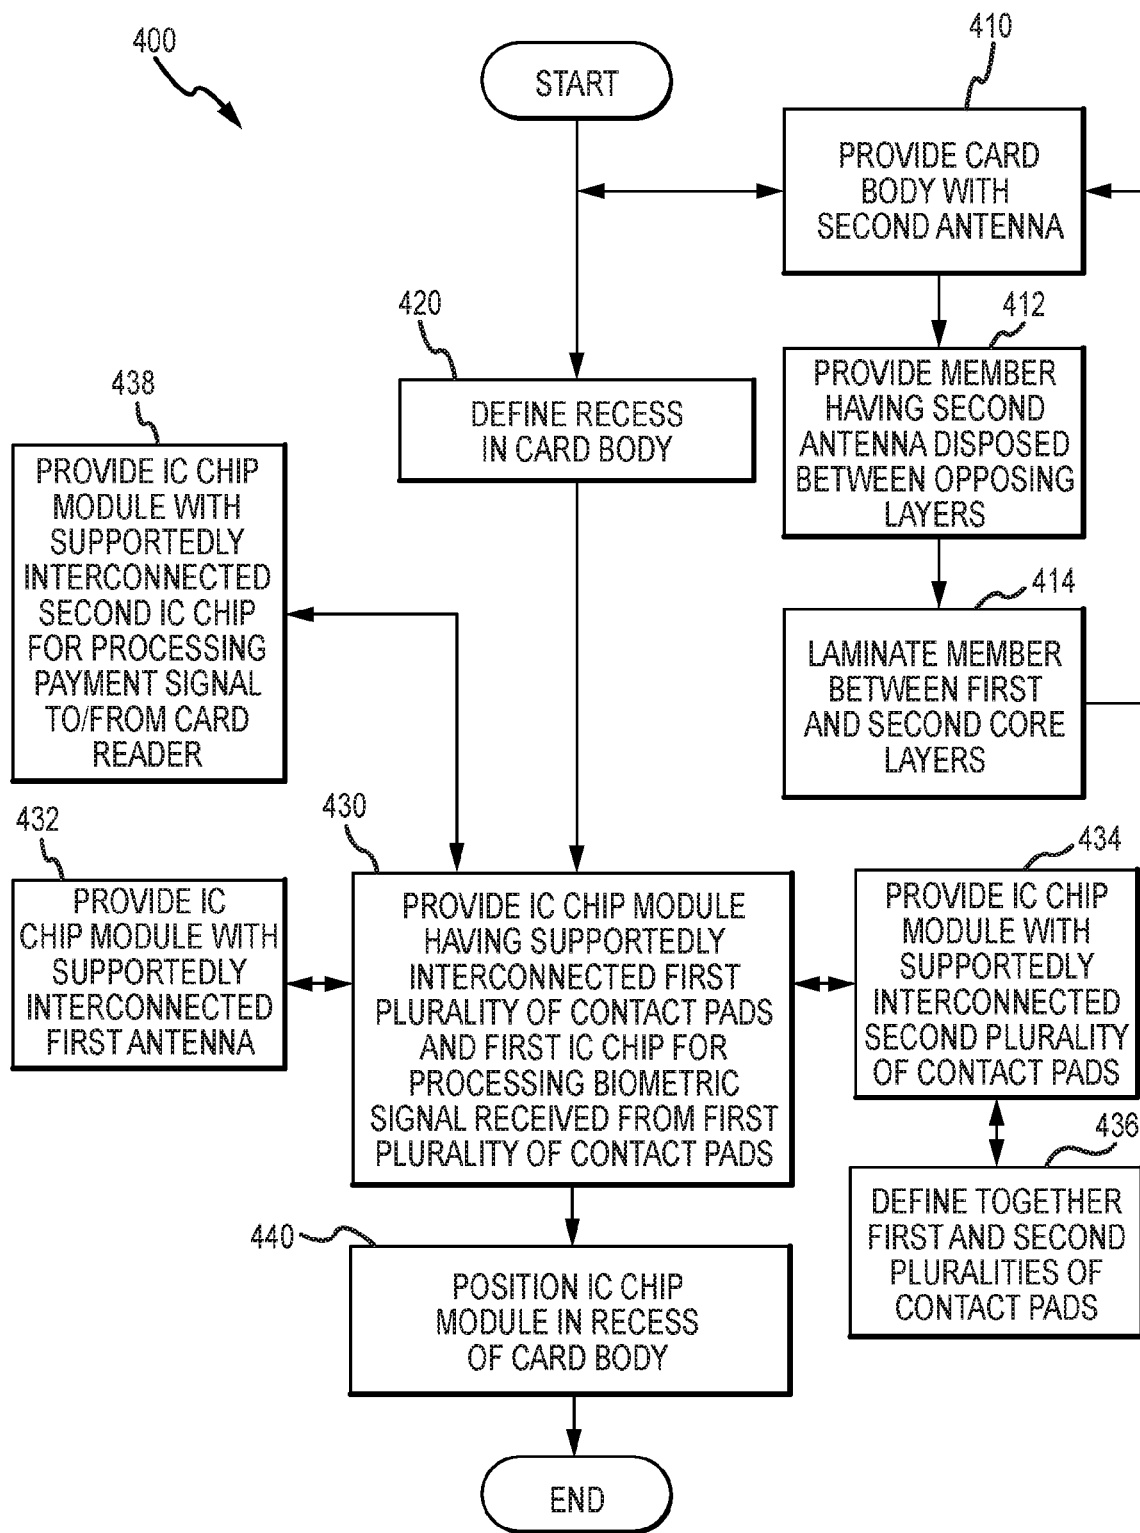 400
START
410
PROVIDE CARD
BODY WITH
SECOND ANTENNA
420
DEFINE RECESS
IN CARD BODY
412
PROVIDE MEMBER
HAVING SECOND
ANTENNA DISPOSED
BETWEEN OPPOSING
LAYERS
438
PROVIDE IC CHIP
MODULE WITH
SUPPORTEDLY
INTERCONNECTED
SECOND IC CHIP
FOR PROCESSING
PAYMENT SIGNAL
TO/FROM CARD
READER
414
LAMINATE MEMBER
BETWEEN FIRST
AND SECOND CORE
LAYERS
432
PROVIDE IC
CHIP MODULE WITH
SUPPORTEDLY
INTERCONNECTED
FIRST ANTENNA
430
PROVIDE IC CHIP MODULE
HAVING SUPPORTEDLY
INTERCONNECTED FIRST
PLURALITY OF CONTACT PADS
AND FIRST IC CHIP FOR
PROCESSING BIOMETRIC
SIGNAL RECEIVED FROM FIRST
PLURALITY OF CONTACT PADS
434
PROVIDE IC CHIP
MODULE WITH
SUPPORTEDLY
INTERCONNECTED
SECOND PLURALITY
OF CONTACT PADS
436
DEFINE TOGETHER
FIRST AND SECOND
PLURALITIES OF
CONTACT PADS
440
POSITION IC CHIP
MODULE IN RECESS
OF CARD BODY
END